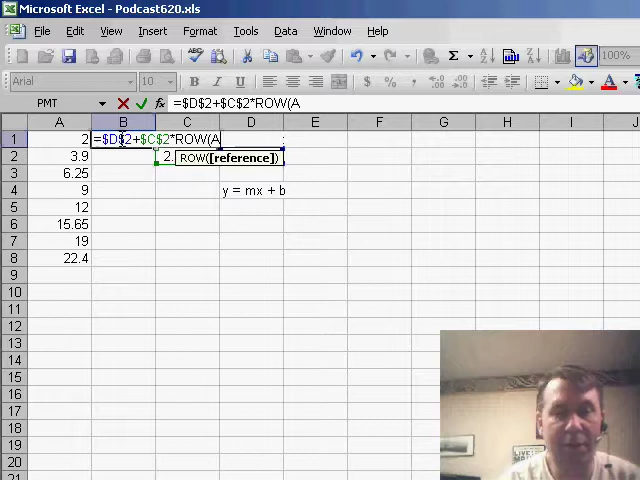 Microsoft Excel - Podcast620.xls
File Edit View Insert Format Tools Data Window Help
Σ 100%
Arial 10 B I U $ % ,
PMT =$D$2+$C$2*ROW(A
A B C D E F G H I J
1 2 =$D$2+$C$2*ROW(A
2 3.9 2. ROW([reference])
3 6.25
4 9 y = mx + b
5 12
6 15.65
7 19
8 22.4
9
10
11
12
13
14
15
16
17
18
19
20
21